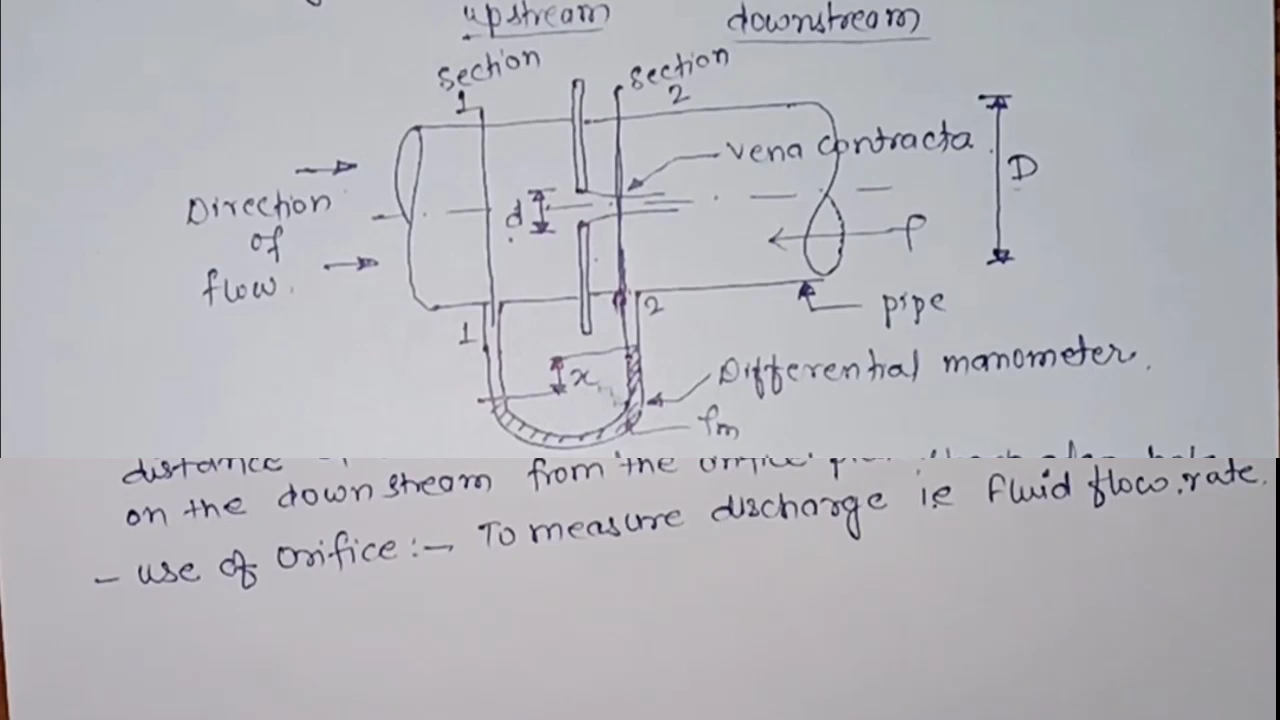 upstream downstream
Section 1 Section 2
vena contracta
D
Direction of flow.
d
ρ
pipe
1 2
x
Differential manometer.
ρm
distance
on the downstream from the orifice
- use of orifice :- To measure discharge ie fluid flow rate.